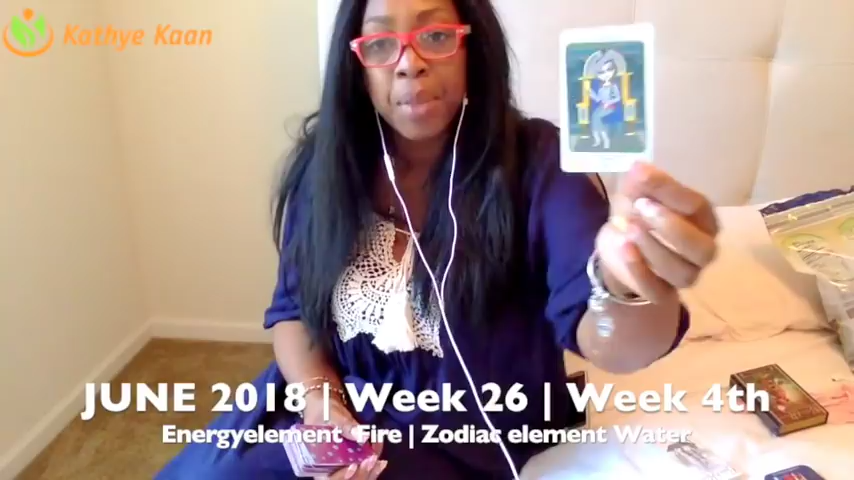 Kathye Kaan
JUNE 2018 | Week 26 | Week 4th
Energyelement Fire | Zodiac element Water